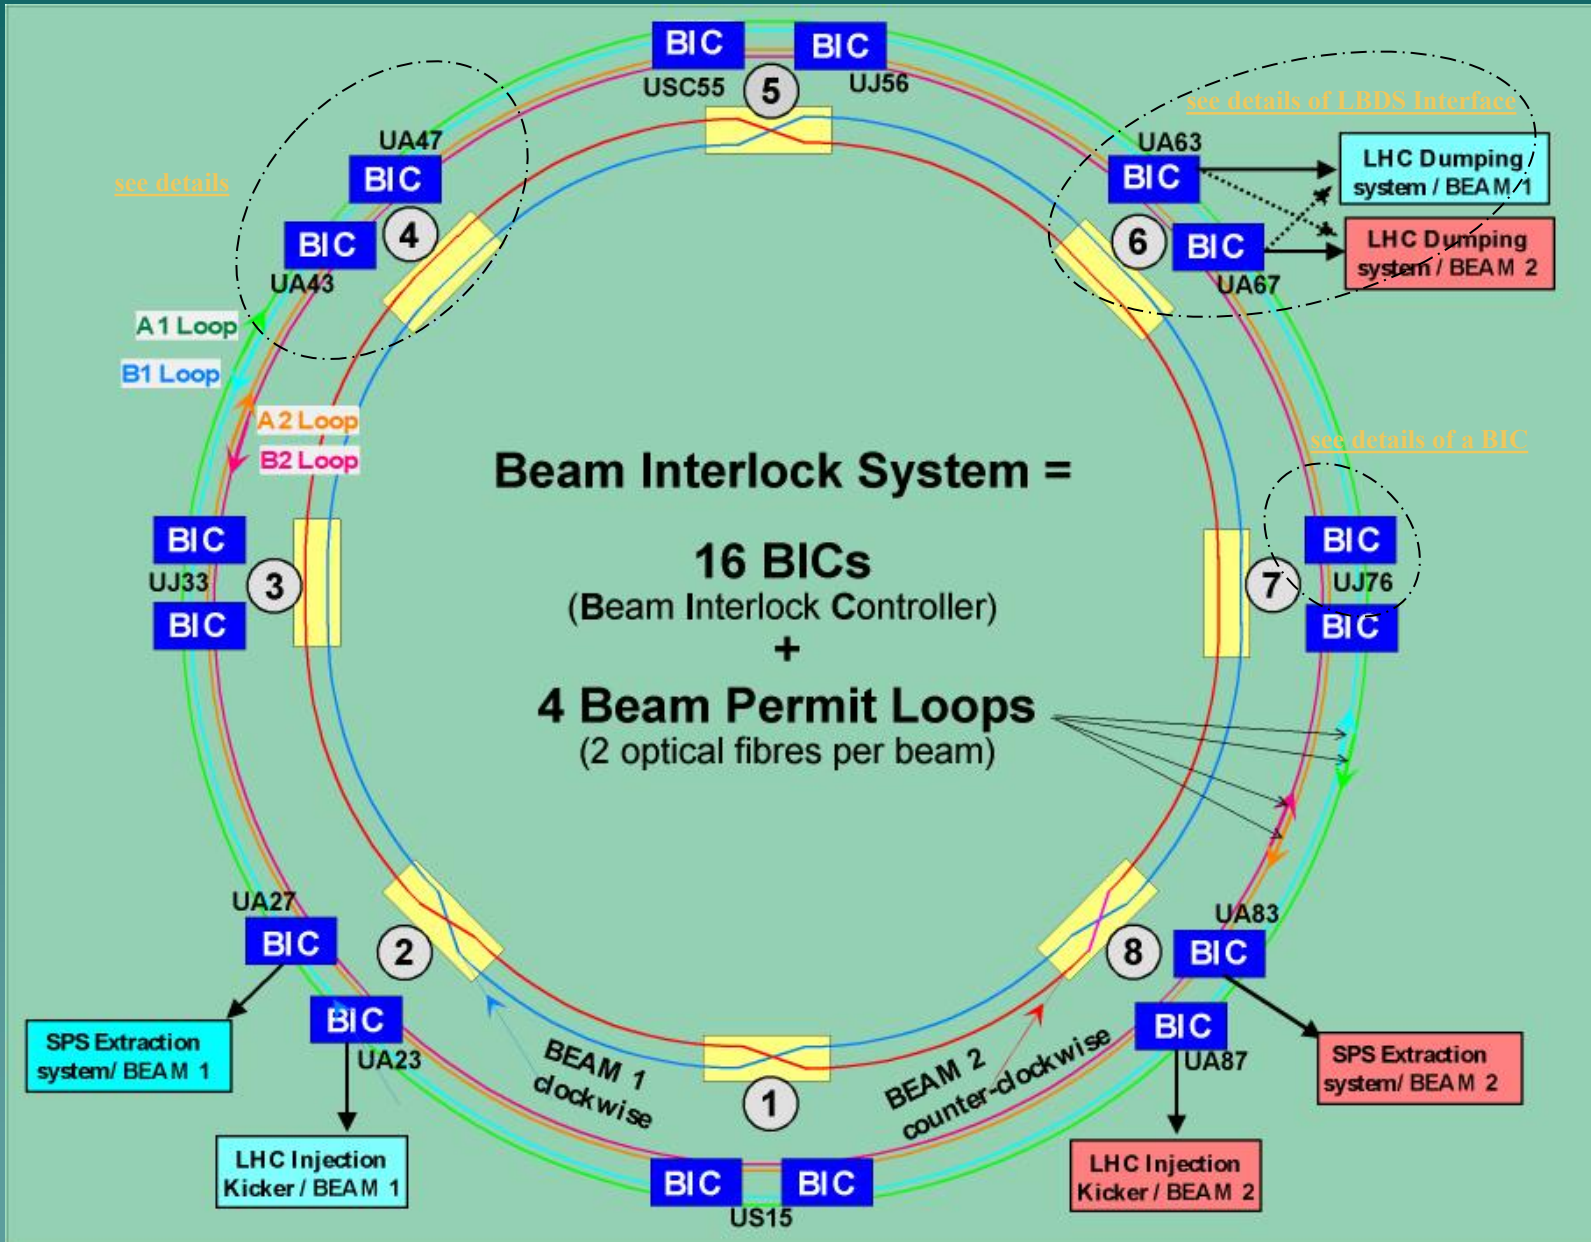 BIC
BIC
USC55
UJ56
5
see details of LBDS Interface
UA47
UA63
LHC Dumping
system / BEAM 1
BIC
BIC
see details
4
6
LHC Dumping
system / BEAM 2
BIC
BIC
UA43
UA67
A1 Loop
B1 Loop
A2 Loop
B2 Loop
see details of a BIC
Beam Interlock System =
16 BICs
(Beam Interlock Controller)
+
4 Beam Permit Loops
(2 optical fibres per beam)
BIC
UJ33
BIC
3
BIC
UJ76
BIC
7
UA27
BIC
2
BIC
UA23
SPS Extraction
system/ BEAM 1
LHC Injection
Kicker / BEAM 1
BEAM 1
clockwise
1
BEAM 2
counter-clockwise
UA83
8
BIC
BIC
UA87
SPS Extraction
system/ BEAM 2
LHC Injection
Kicker / BEAM 2
BIC
BIC
US15